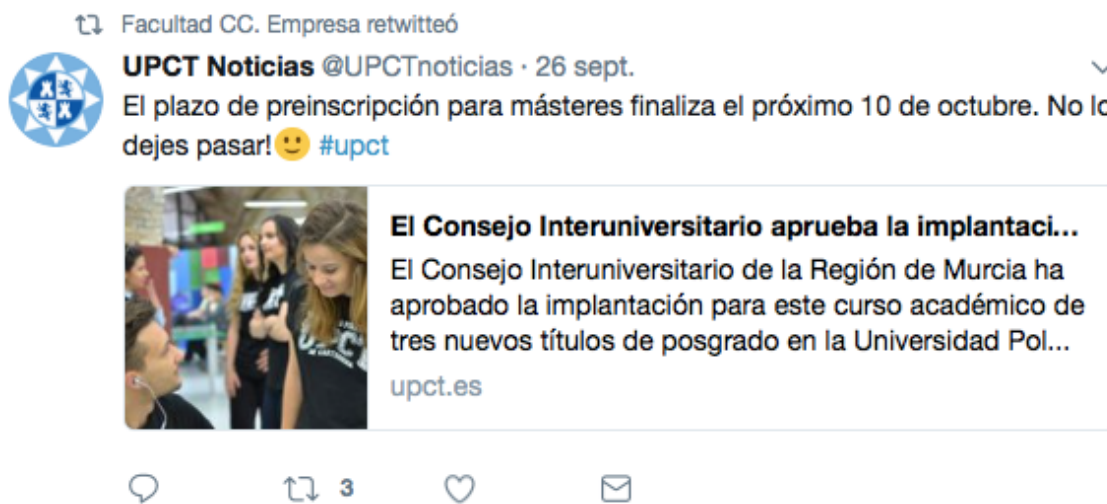 Facultad CC. Empresa retwitteó
UPCT Noticias @UPCTnoticias · 26 sept.
El plazo de preinscripción para másteres finaliza el próximo 10 de octubre. No lo
dejes pasar!🙂 #upct
El Consejo Interuniversitario aprueba la implantaci...
El Consejo Interuniversitario de la Región de Murcia ha
aprobado la implantación para este curso académico de
tres nuevos títulos de posgrado en la Universidad Pol...
upct.es
UPCT
3